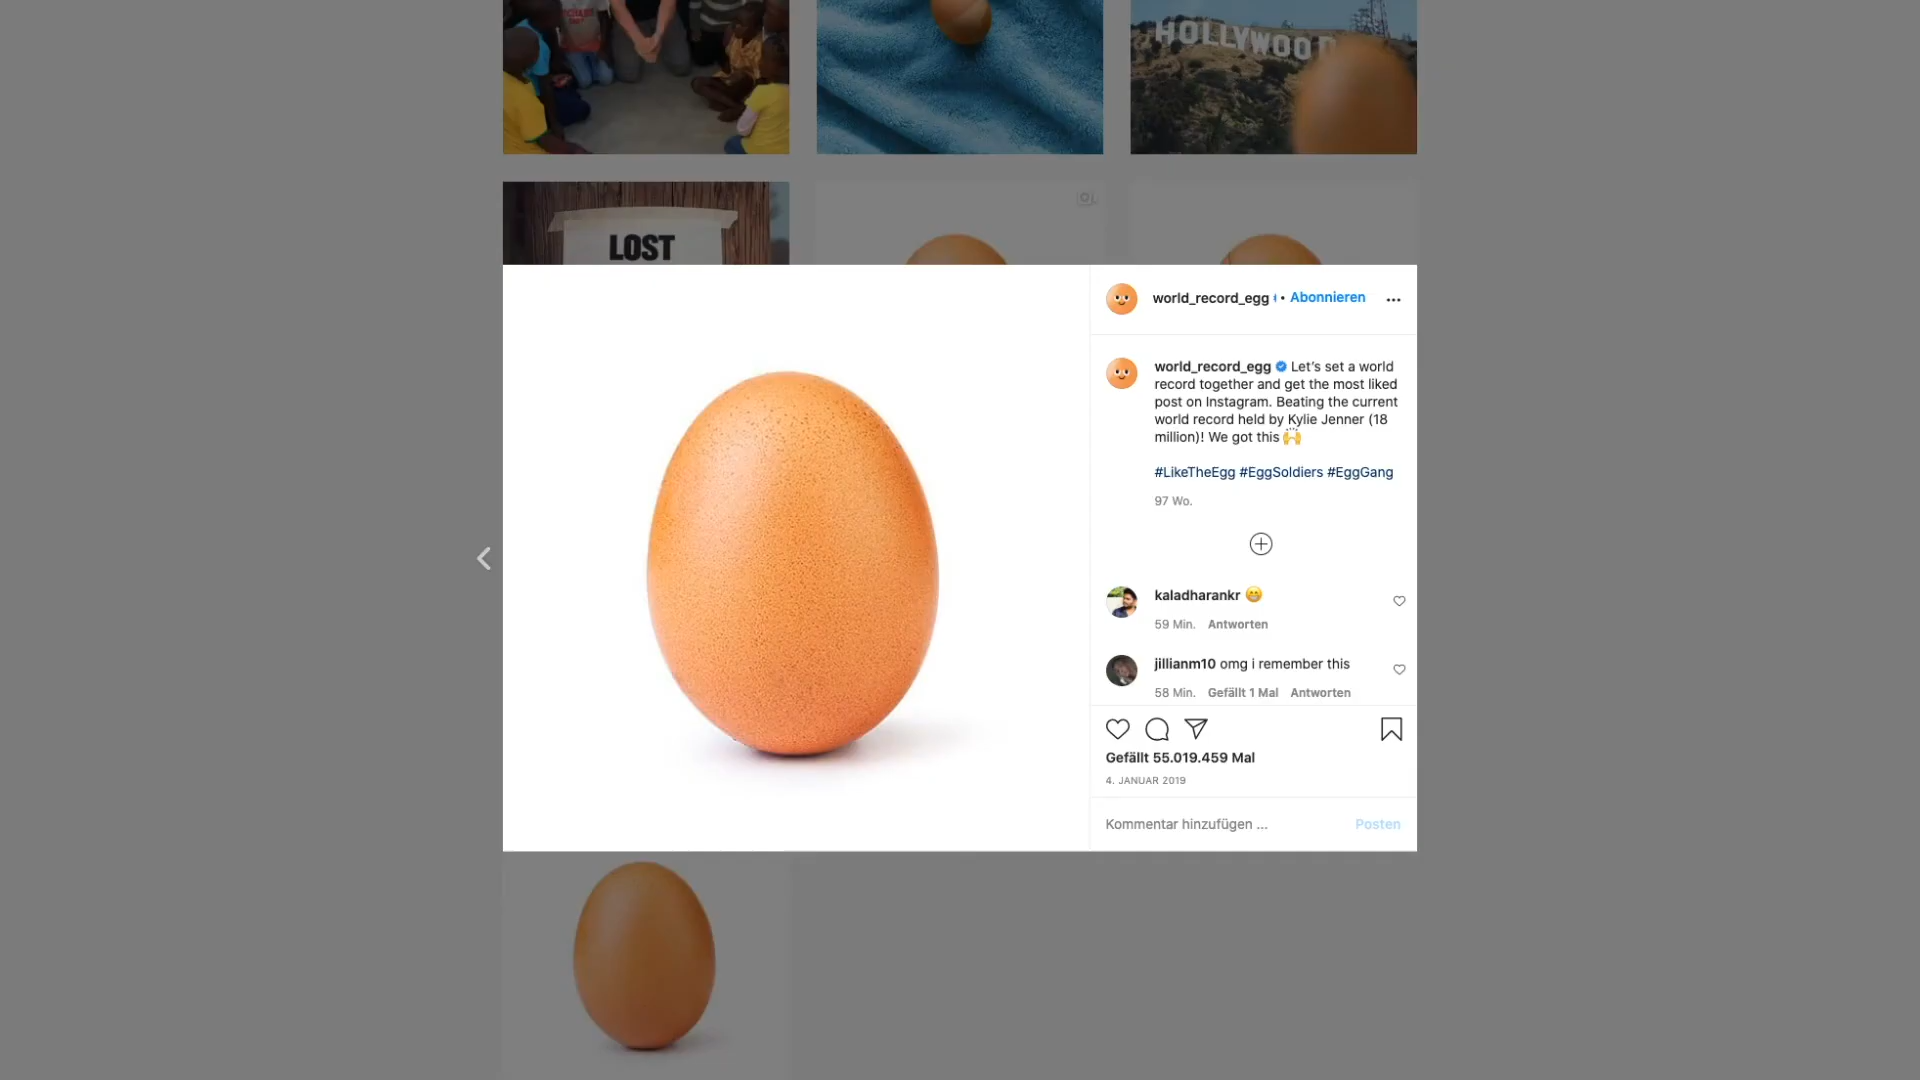 HOLLYWOOD
LOST
world_record_egg • Abonnieren
world_record_egg Let's set a world
record together and get the most liked
post on Instagram. Beating the current
world record held by Kylie Jenner (18
million)! We got this 🙌
#LikeTheEgg #EggSoldiers #EggGang
97 Wo.
kaladharankr 😁
59 Min. Antworten
jillianm10 omg i remember this
58 Min. Gefällt 1 Mal Antworten
Gefällt 55.019.459 Mal
4. JANUAR 2019
Kommentar hinzufügen ... Posten